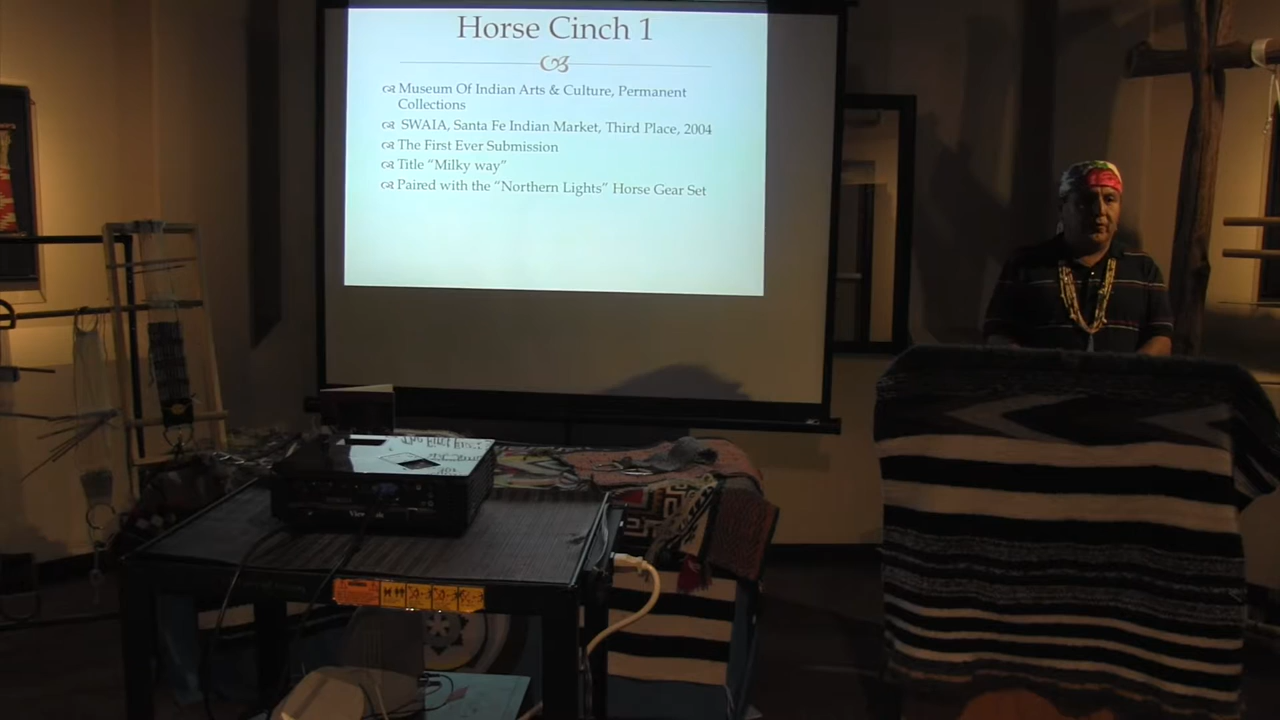 Horse Cinch 1
Museum Of Indian Arts & Culture, Permanent
Collections
SWAIA, Santa Fe Indian Market, Third Place, 2004
The First Ever Submission
Title “Milky way”
Paired with the “Northern Lights” Horse Gear Set